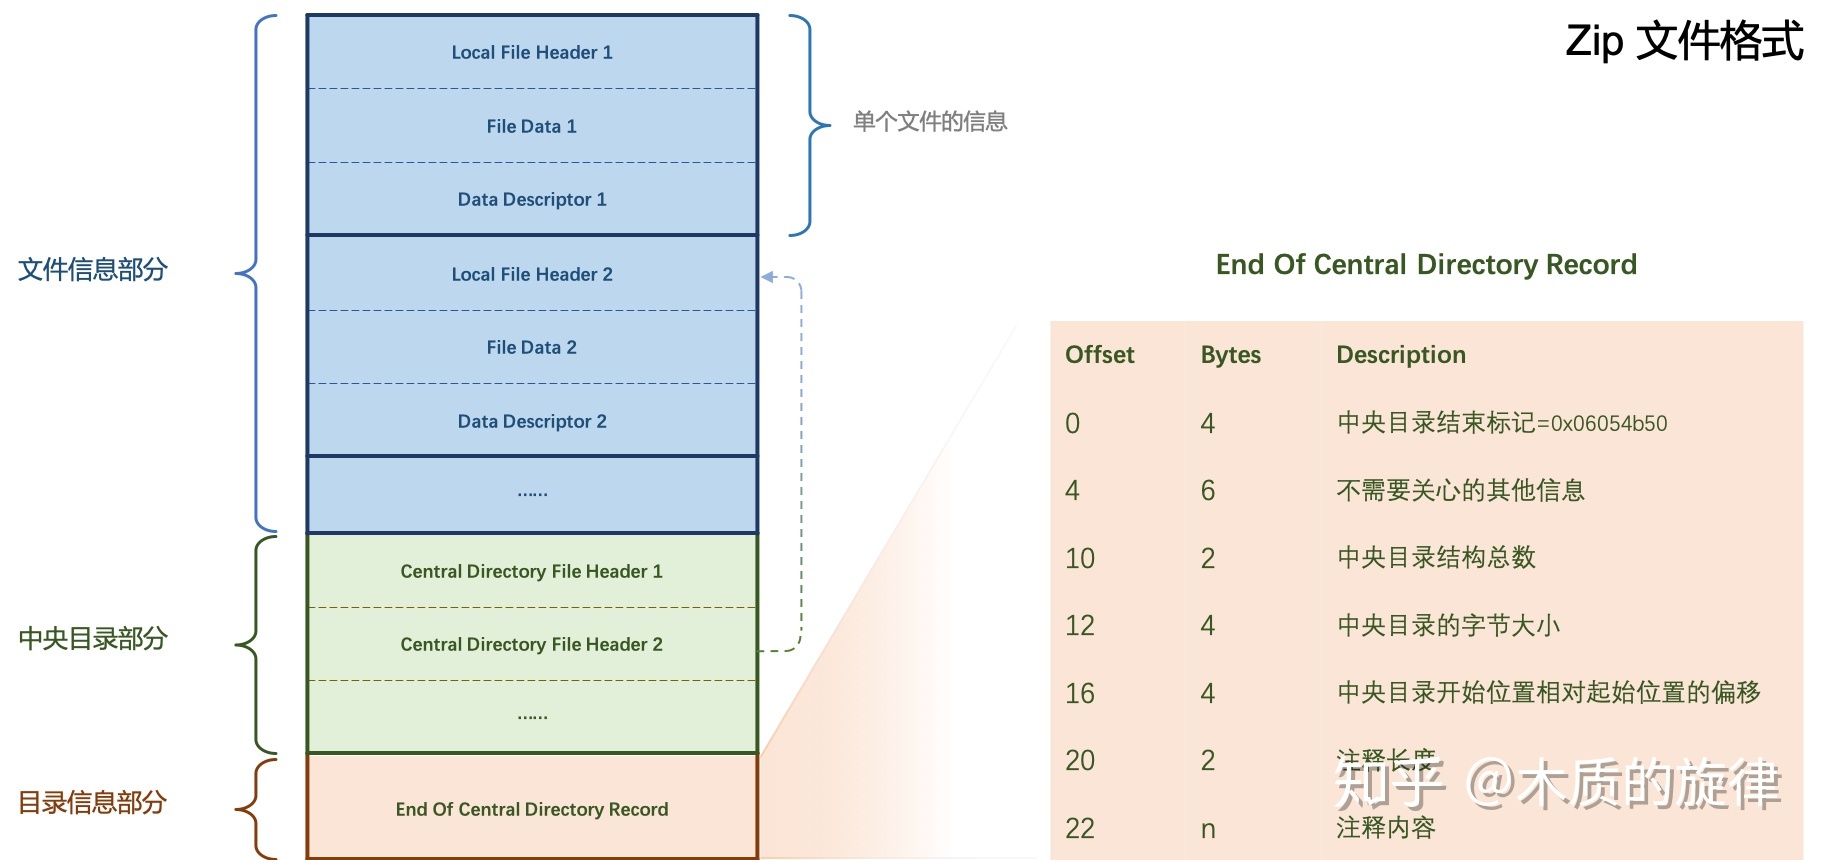 Zip 文件格式
Local File Header 1
File Data 1
Data Descriptor 1
单个文件的信息
Local File Header 2
File Data 2
Data Descriptor 2
……
文件信息部分
Central Directory File Header 1
Central Directory File Header 2
……
中央目录部分
End Of Central Directory Record
目录信息部分
End Of Central Directory Record
Offset Bytes Description
0 4 中央目录结束标记=0x06054b50
4 6 不需要关心的其他信息
10 2 中央目录结构总数
12 4 中央目录的字节大小
16 4 中央目录开始位置相对起始位置的偏移
20 2 注释长度
22 n 注释内容
知乎 @木质的旋律